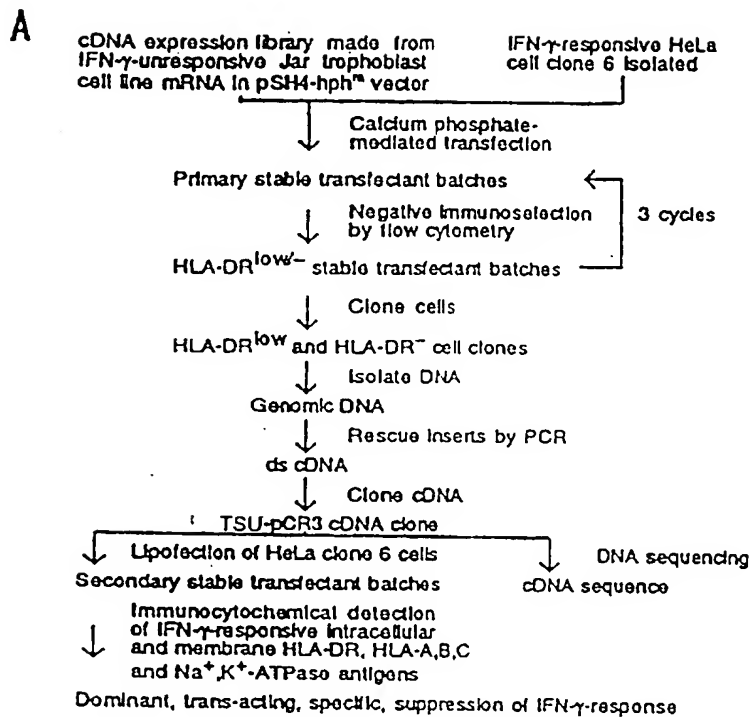 A
cDNA expression library made from
IFN-γ-unresponsive Jar trophoblast
cell line mRNA in pSH4-hphᵐ vector
IFN-γ-responsive HeLa
cell clone 6 isolated
Calcium phosphate-
mediated transfection
Primary stable transfectant batches
Negative immunoselection
by flow cytometry
3 cycles
HLA-DRlow/- stable transfectant batches
Clone cells
HLA-DRlow and HLA-DR- cell clones
Isolate DNA
Genomic DNA
Rescue inserts by PCR
ds cDNA
Clone cDNA
TSU-pCR3 cDNA clone
Lipofection of HeLa clone 6 cells
DNA sequencing
Secondary stable transfectant batches
cDNA sequence
Immunocytochemical detection
of IFN-γ-responsive intracellular
and membrane HLA-DR, HLA-A,B,C
and Na+,K+-ATPase antigens
Dominant, trans-acting, specific, suppression of IFN-γ-response